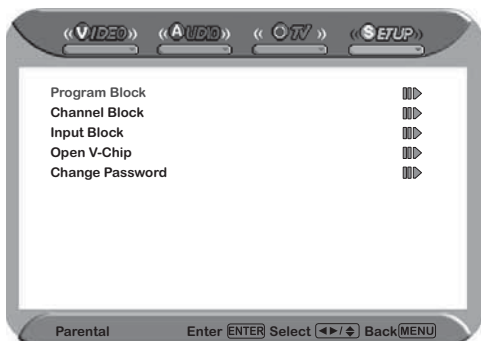 VIDEO AUDIO TV SETUP
Program Block
Channel Block
Input Block
Open V-Chip
Change Password
Parental Enter ENTER Select ◄►/♦ Back MENU